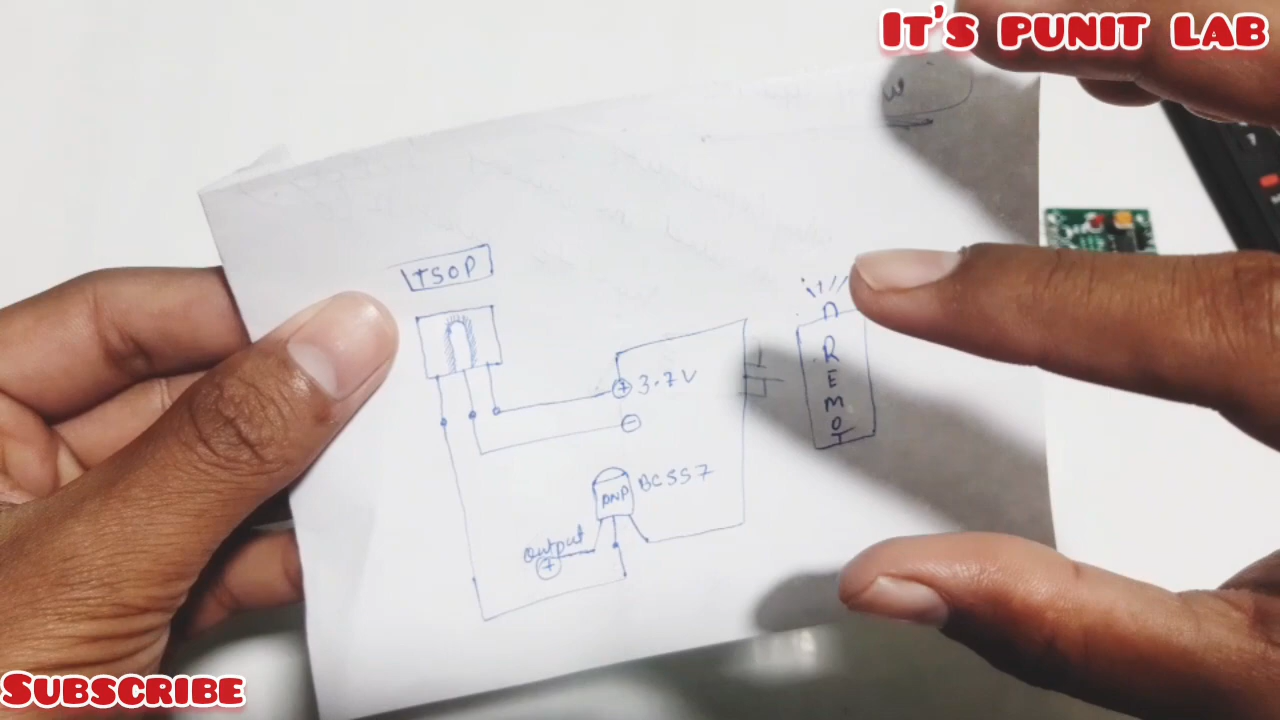 It's punit lab
TSOP
+ 3.7V
-
BC557
PNP
output
+
REMOT
Subscribe